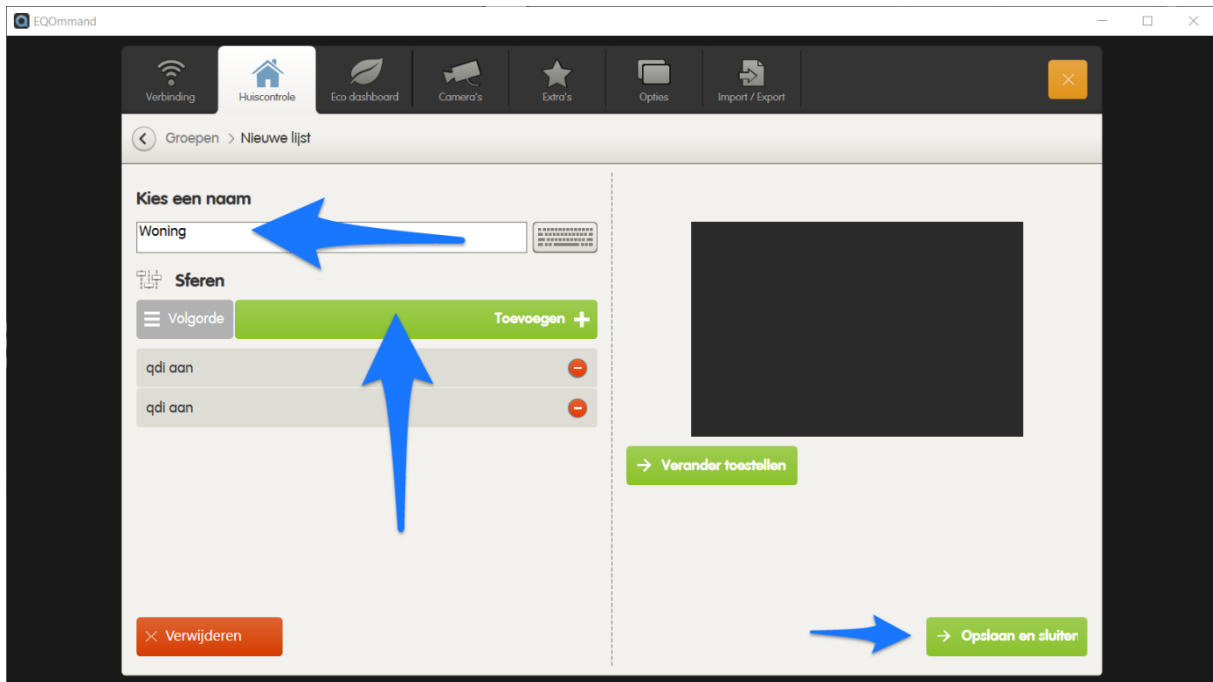 EQOmmand
Verbinding
Huiscontrole
Eco dashboard
Camera's
Extra's
Opties
Import / Export
Groepen > Nieuwe lijst
Kies een naam
Woning
Sferen
Volgorde
Toevoegen
qdi aan
qdi aan
Verander toestellen
Verwijderen
Opslaan en sluiten